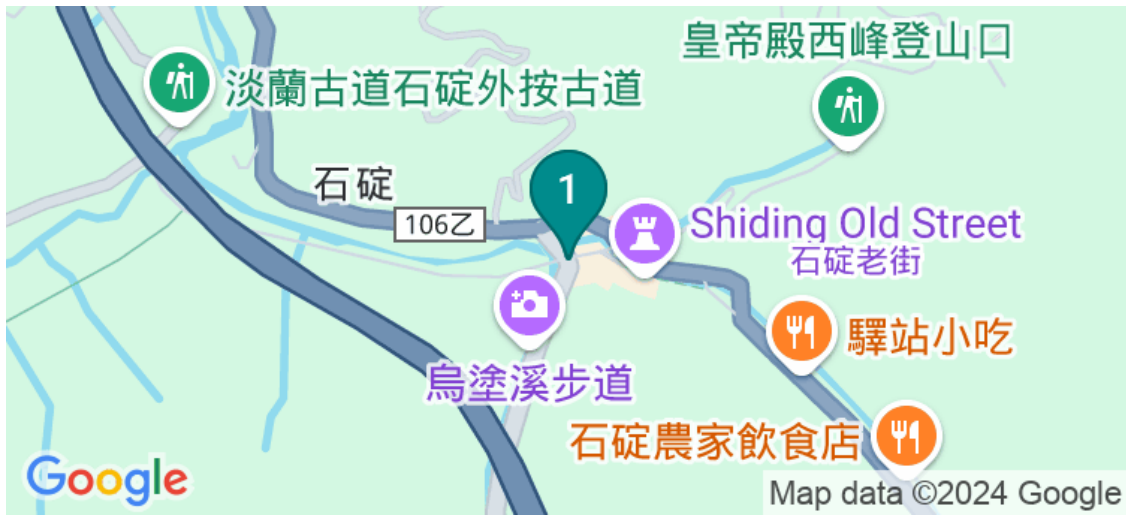 皇帝殿西峰登山口
淡蘭古道石碇外按古道
石碇
1
106乙
Shiding Old Street
石碇老街
驛站小吃
烏塗溪步道
石碇農家飲食店
Google
Map data ©2024 Google